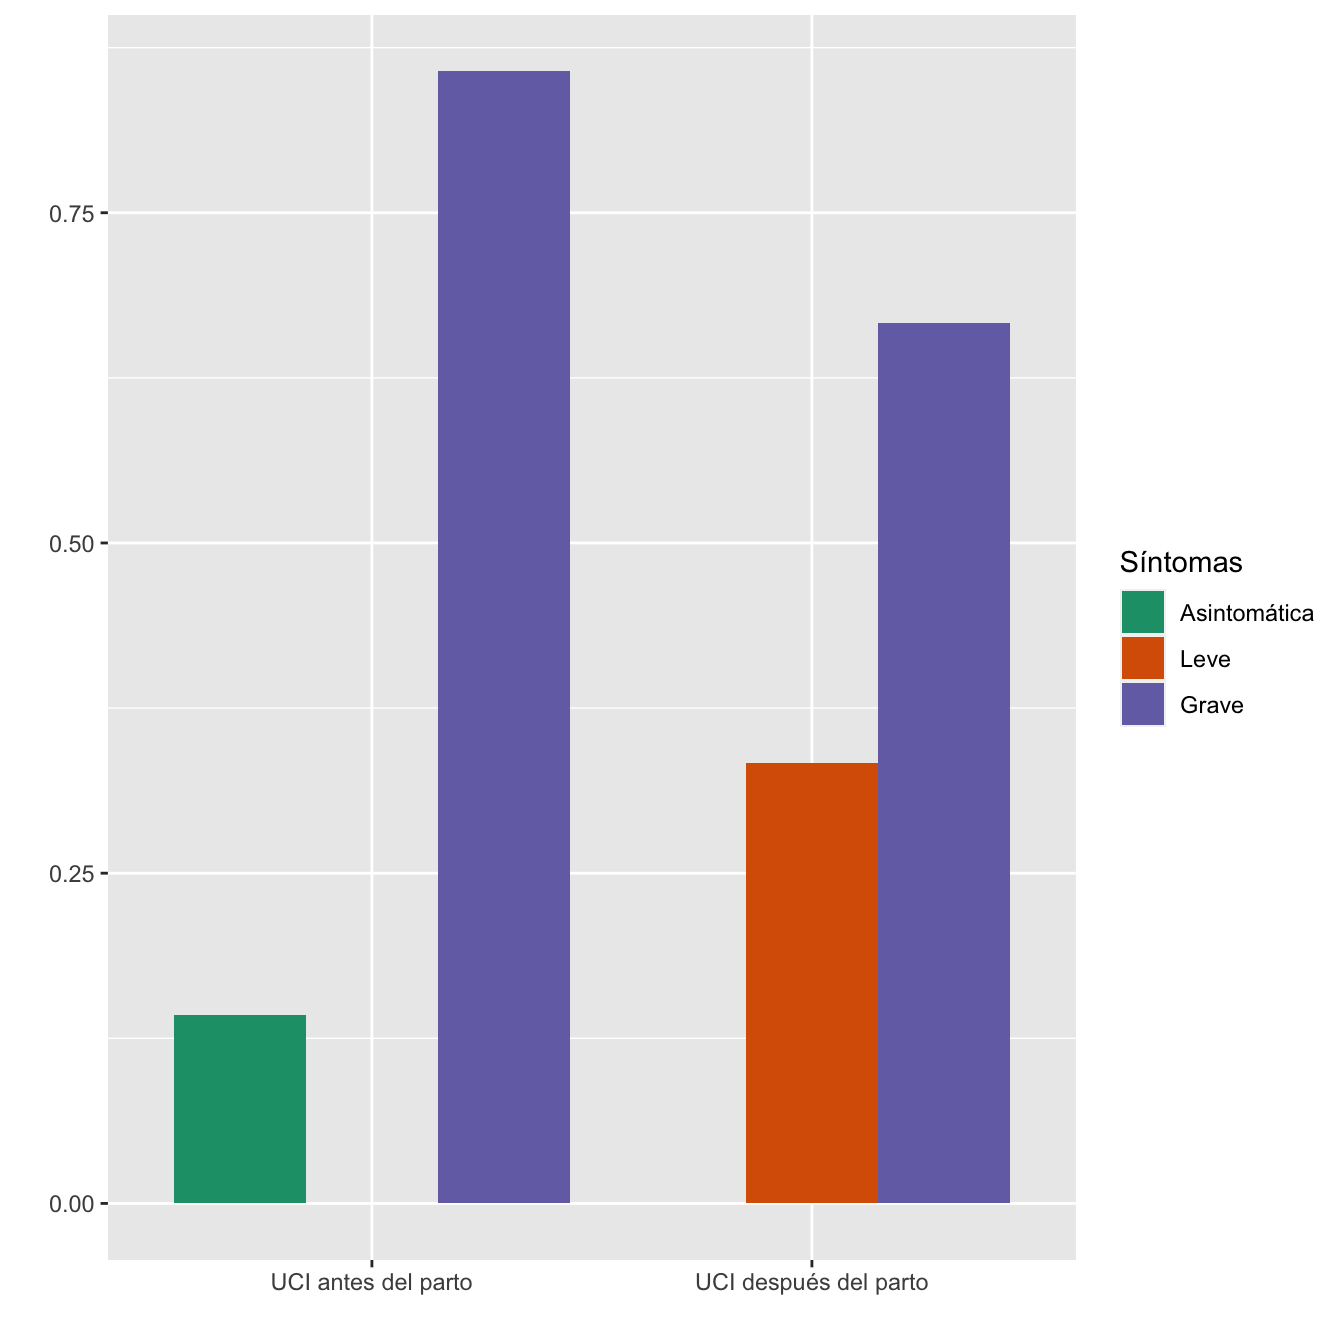 0.75
0.50
0.25
0.00
UCI antes del parto
UCI después del parto
Síntomas
Asintomática
Leve
Grave